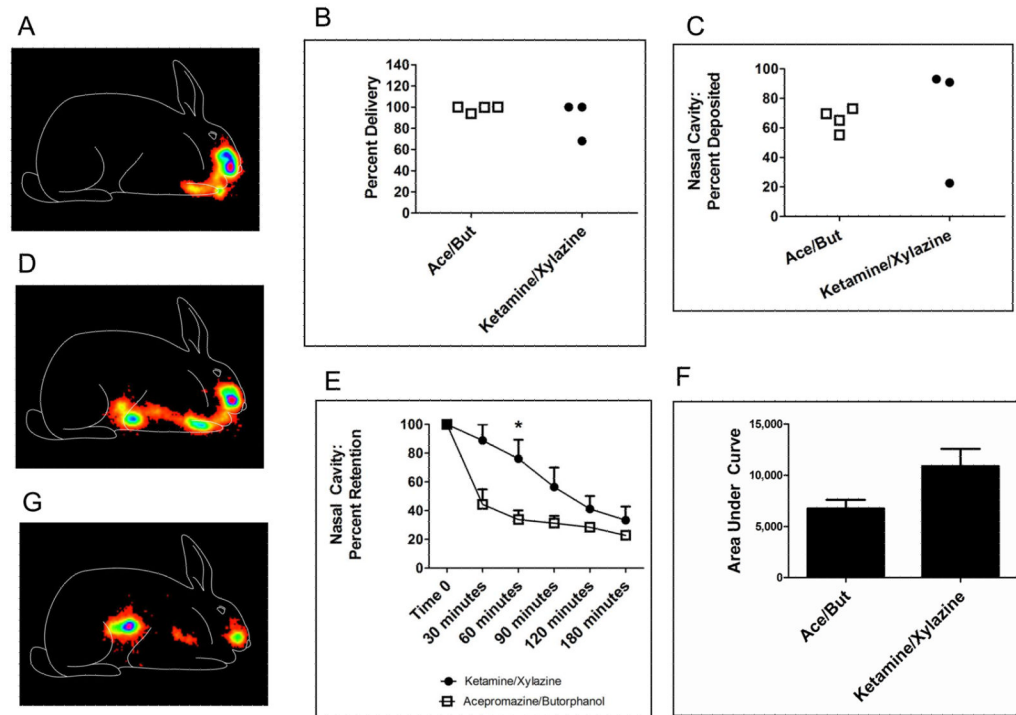 A
B
Percent Delivery
140
120
100
80
60
40
20
0
Ace/But
Ketamine/Xylazine
C
Nasal Cavity:
Percent Deposited
100
80
60
40
20
0
Ace/But
Ketamine/Xylazine
D
E
Nasal Cavity:
Percent Retention
100
80
60
40
20
0
*
Time 0
30 minutes
60 minutes
90 minutes
120 minutes
180 minutes
Ketamine/Xylazine
Acepromazine/Butorphanol
F
Area Under Curve
15,000
10,000
5,000
0
Ace/But
Ketamine/Xylazine
G